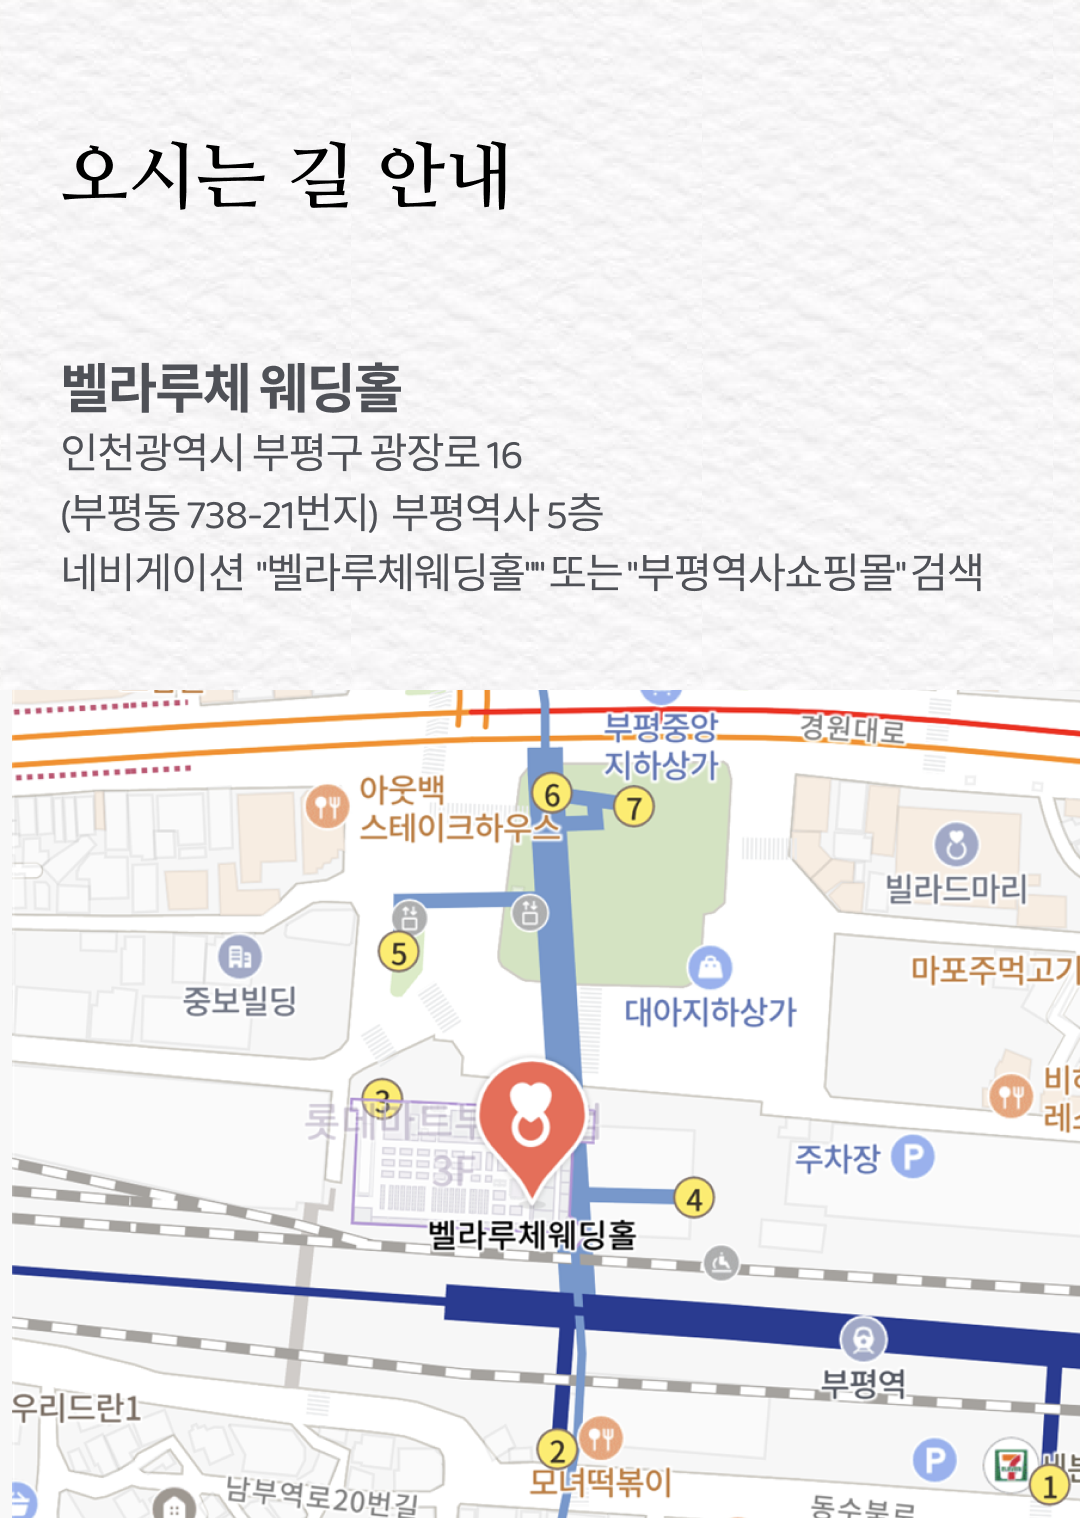 오시는 길 안내
벨라루체 웨딩홀
인천광역시 부평구 광장로 16
(부평동 738-21번지) 부평역사 5층
네비게이션 "벨라루체웨딩홀"" 또는 "부평역사쇼핑몰" 검색
부평중앙
지하상가
경원대로
아웃백
스테이크하우스
6
7
빌라드마리
5
중보빌딩
마포주먹고기
대아지하상가
3
롯데마트부
3F
비
레스
주차장
P
4
벨라루체웨딩홀
부평역
우리드란1
2
모녀떡볶이
P
1
남부역로20번길
동수북로